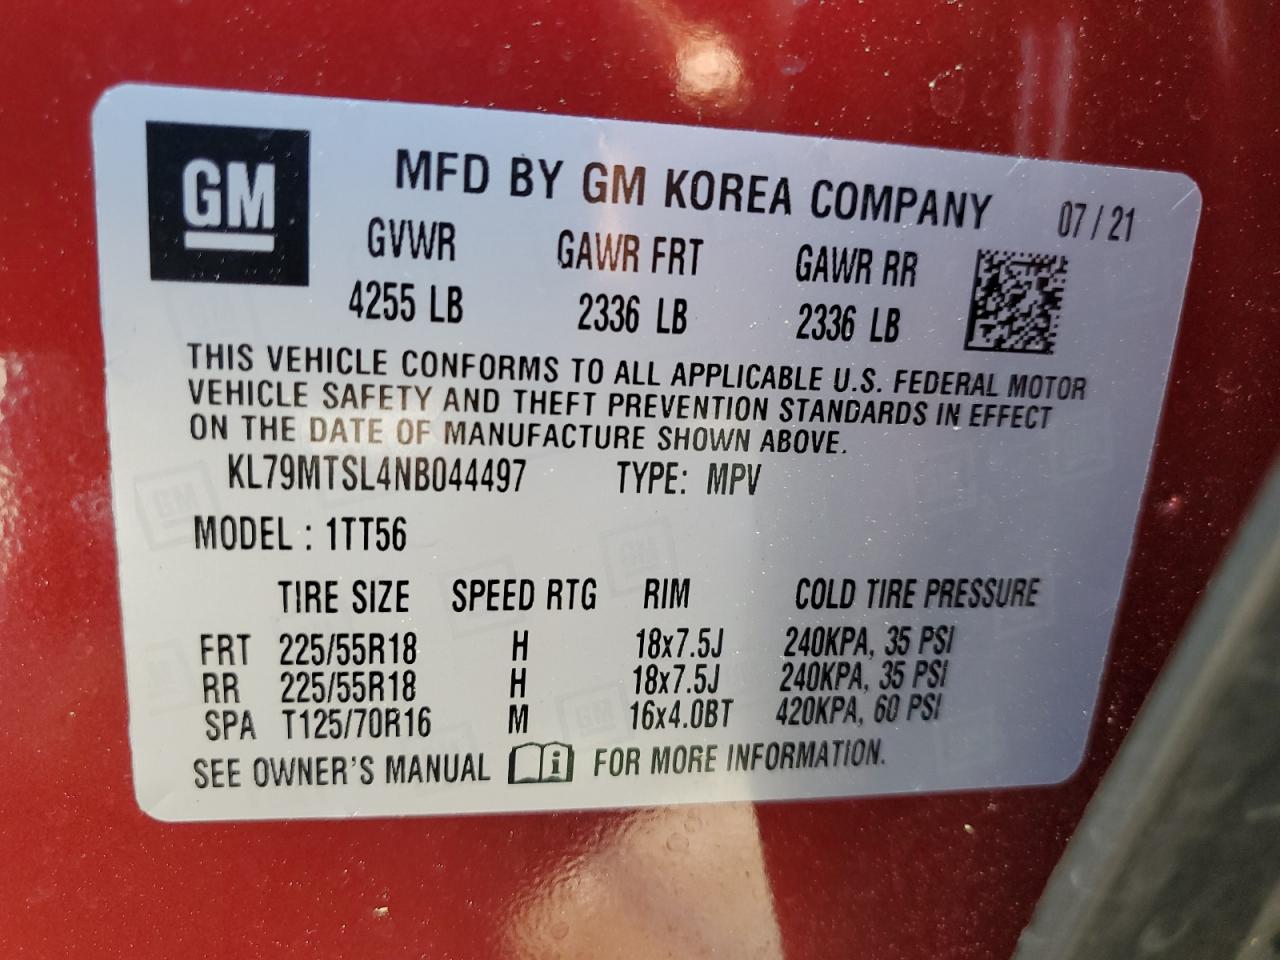 GM
MFD BY GM KOREA COMPANY 07/21
GVWR GAWR FRT GAWR RR
4255 LB 2336 LB 2336 LB
THIS VEHICLE CONFORMS TO ALL APPLICABLE U.S. FEDERAL MOTOR
VEHICLE SAFETY AND THEFT PREVENTION STANDARDS IN EFFECT
ON THE DATE OF MANUFACTURE SHOWN ABOVE.
KL79MTSL4NB044497 TYPE: MPV
MODEL : 1TT56
TIRE SIZE SPEED RTG RIM COLD TIRE PRESSURE
FRT 225/55R18 H 18x7.5J 240KPA, 35 PSI
RR 225/55R18 H 18x7.5J 240KPA, 35 PSI
SPA T125/70R16 M 16x4.0BT 420KPA, 60 PSI
SEE OWNER'S MANUAL i FOR MORE INFORMATION.